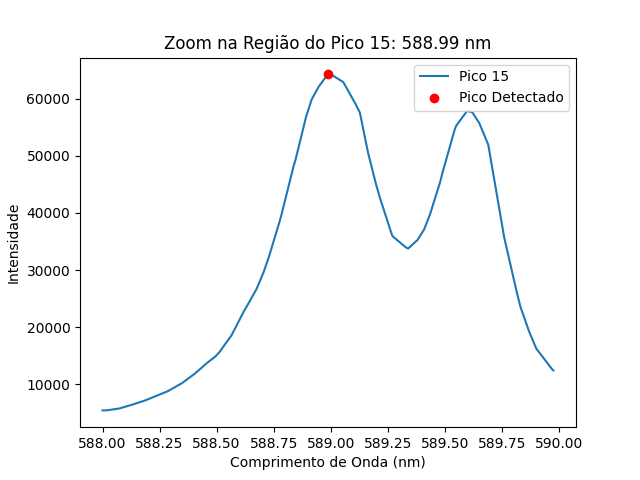 Zoom na Região do Pico 15: 588.99 nm
Pico 15
Pico Detectado
Intensidade
60000
50000
40000
30000
20000
10000
588.00 588.25 588.50 588.75 589.00 589.25 589.50 589.75 590.00
Comprimento de Onda (nm)